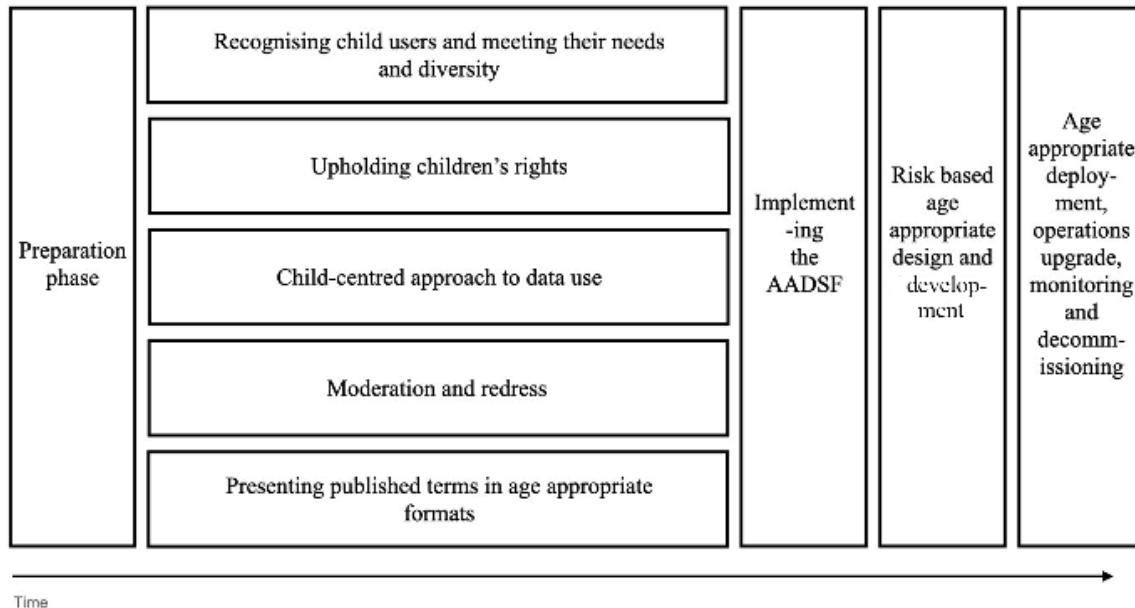 Preparation
phase
Recognising child users and meeting their needs
and diversity
Upholding children's rights
Child-centred approach to data use
Moderation and redress
Presenting published terms in age appropriate
formats
Implement
-ing
the
AADSF
Risk based
age
appropriate
design and
develop-
ment
Age
appropriate
deploy-
ment,
operations
upgrade,
monitoring
and
decomm-
issioning
Time